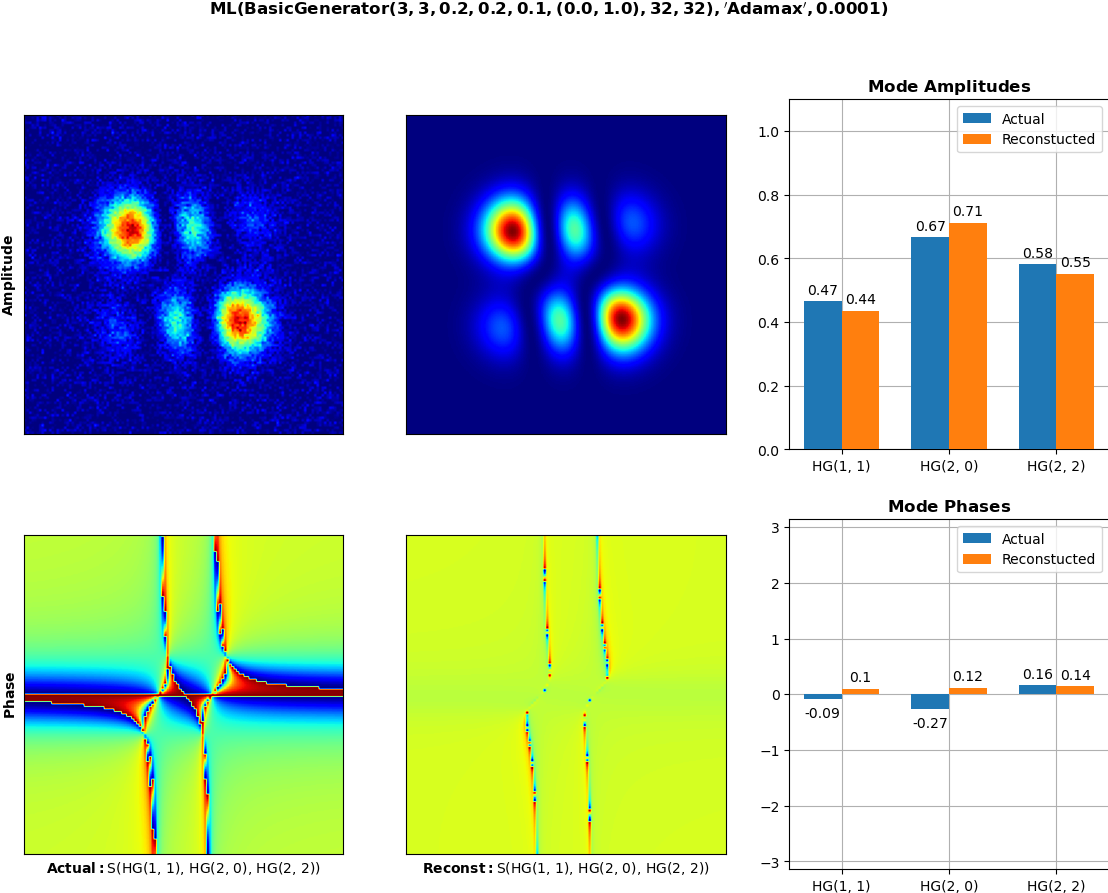 ML(BasicGenerator(3, 3, 0.2, 0.2, 0.1, (0.0, 1.0), 32, 32), ′Adamax′, 0.0001)
Amplitude
Mode Amplitudes
Actual
Reconstucted
1.0
0.8
0.6
0.4
0.2
0.0
0.47
0.44
0.67
0.71
0.58
0.55
HG(1, 1)
HG(2, 0)
HG(2, 2)
Phase
Actual: S(HG(1, 1), HG(2, 0), HG(2, 2))
Reconst: S(HG(1, 1), HG(2, 0), HG(2, 2))
Mode Phases
Actual
Reconstucted
3
2
1
0
−1
−2
−3
-0.09
0.1
-0.27
0.12
0.16
0.14
HG(1, 1)
HG(2, 0)
HG(2, 2)